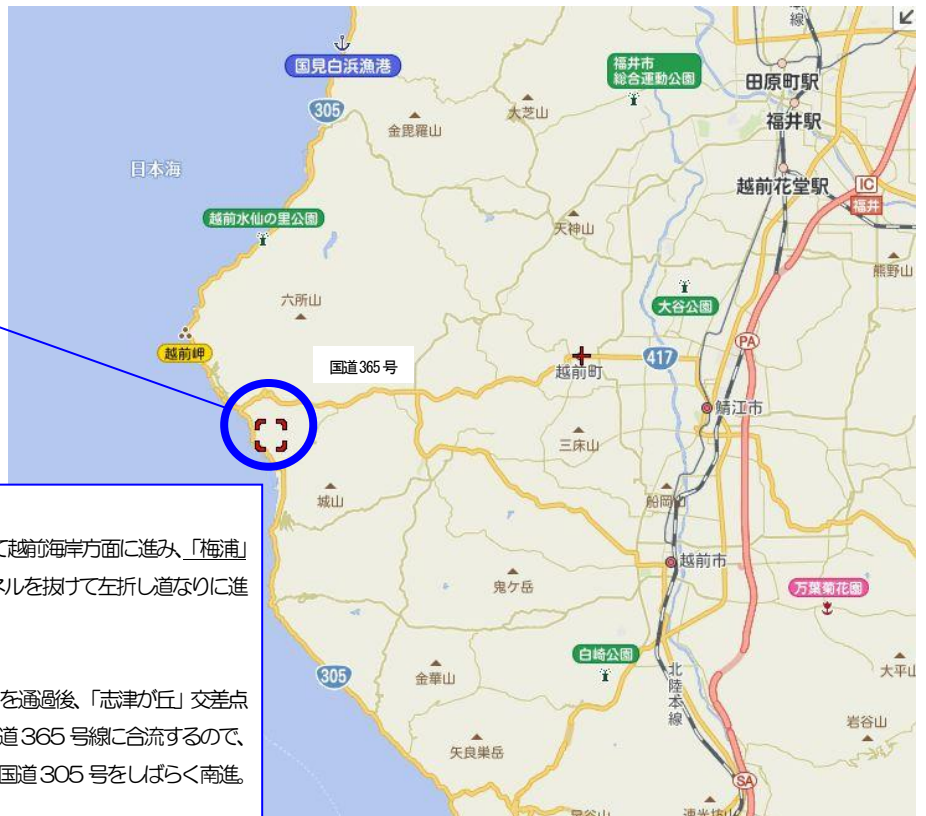 線
国見白浜漁港
福井市
総合運動公園
田原町駅
305
大芝山
金毘羅山
福井駅
日本海
越前花堂駅
IC
福井
越前水仙の里公園
天神山
熊野山
大谷公園
六所山
PA
越前岬
国道365号
417
越前町
鯖江市
三床山
城山
船岡山
越前市
鬼ケ岳
万葉菊花園
白崎公園
305
金華山
北陸本線
大平山
岩谷山
矢良巣岳
SA
て越前海岸方面に進み、「梅浦」
ネルを抜けて左折し道なりに進
を通過後、「志津が丘」交差点
道365号線に合流するので、
国道305号をしばらく南進。